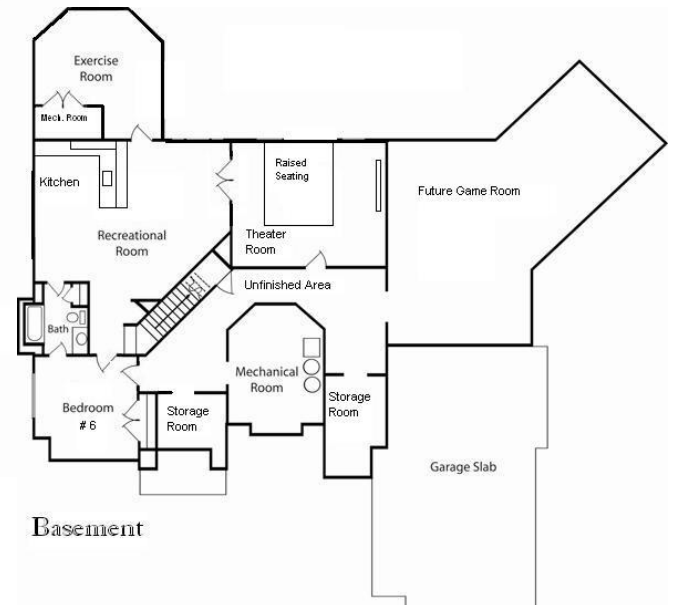 Exercise
Room
Mech. Room
Kitchen
Raised
Seating
Future Game Room
Recreational
Room
Theater
Room
Unfinished Area
Bath
Mechanical
Room
Bedroom
# 6
Storage
Room
Storage
Room
Garage Slab
Basement